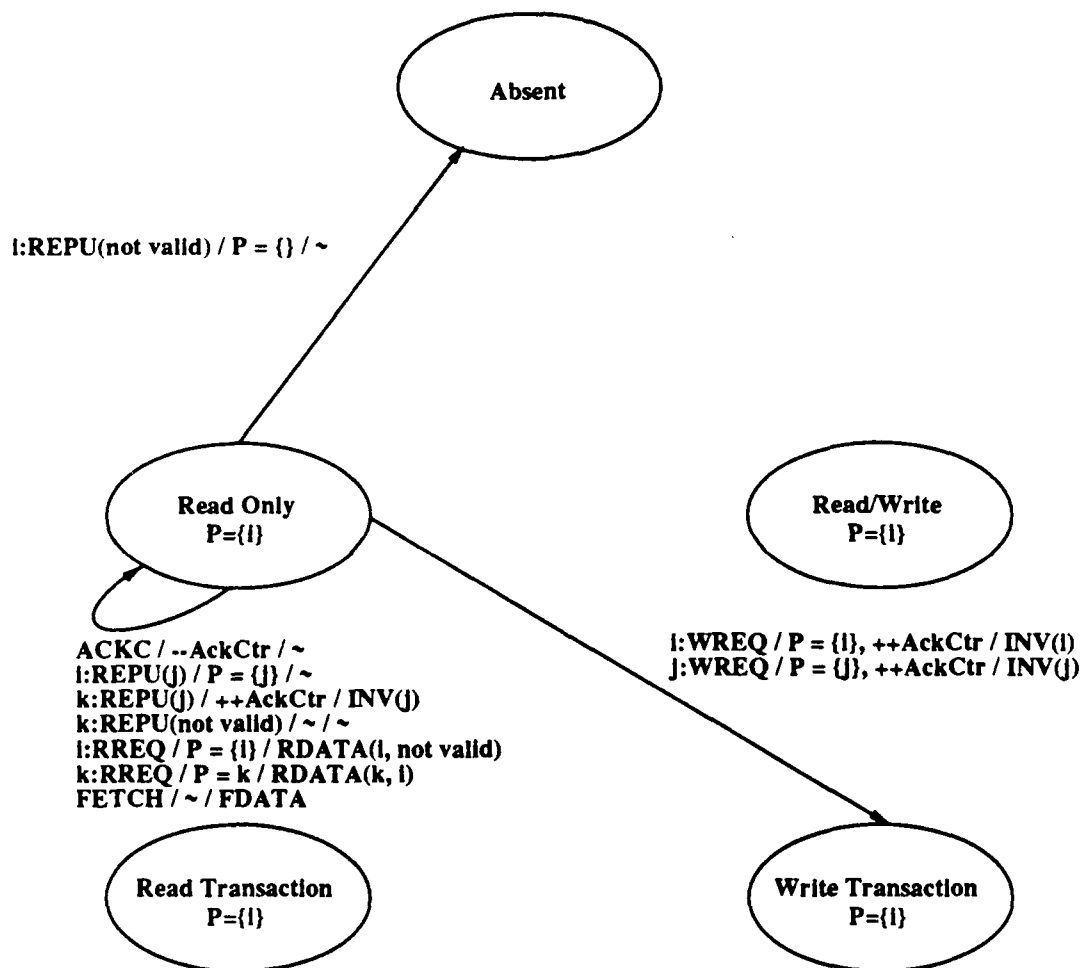 Absent
i:REPU(not valid) / P = {} / ~
Read Only
P={i}
Read/Write
P={i}
ACKC / --AckCtr / ~
i:REPU(j) / P = {j} / ~
k:REPU(j) / ++AckCtr / INV(j)
k:REPU(not valid) / ~ / ~
i:RREQ / P = {i} / RDATA(i, not valid)
k:RREQ / P = k / RDATA(k, i)
FETCH / ~ / FDATA
i:WREQ / P = {i}, ++AckCtr / INV(i)
j:WREQ / P = {j}, ++AckCtr / INV(j)
Read Transaction
P={i}
Write Transaction
P={i}